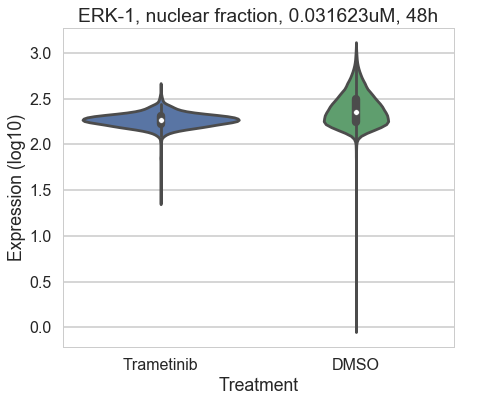 ERK-1, nuclear fraction, 0.031623uM, 48h
Expression (log10)
3.0
2.5
2.0
1.5
1.0
0.5
0.0
Trametinib DMSO
Treatment